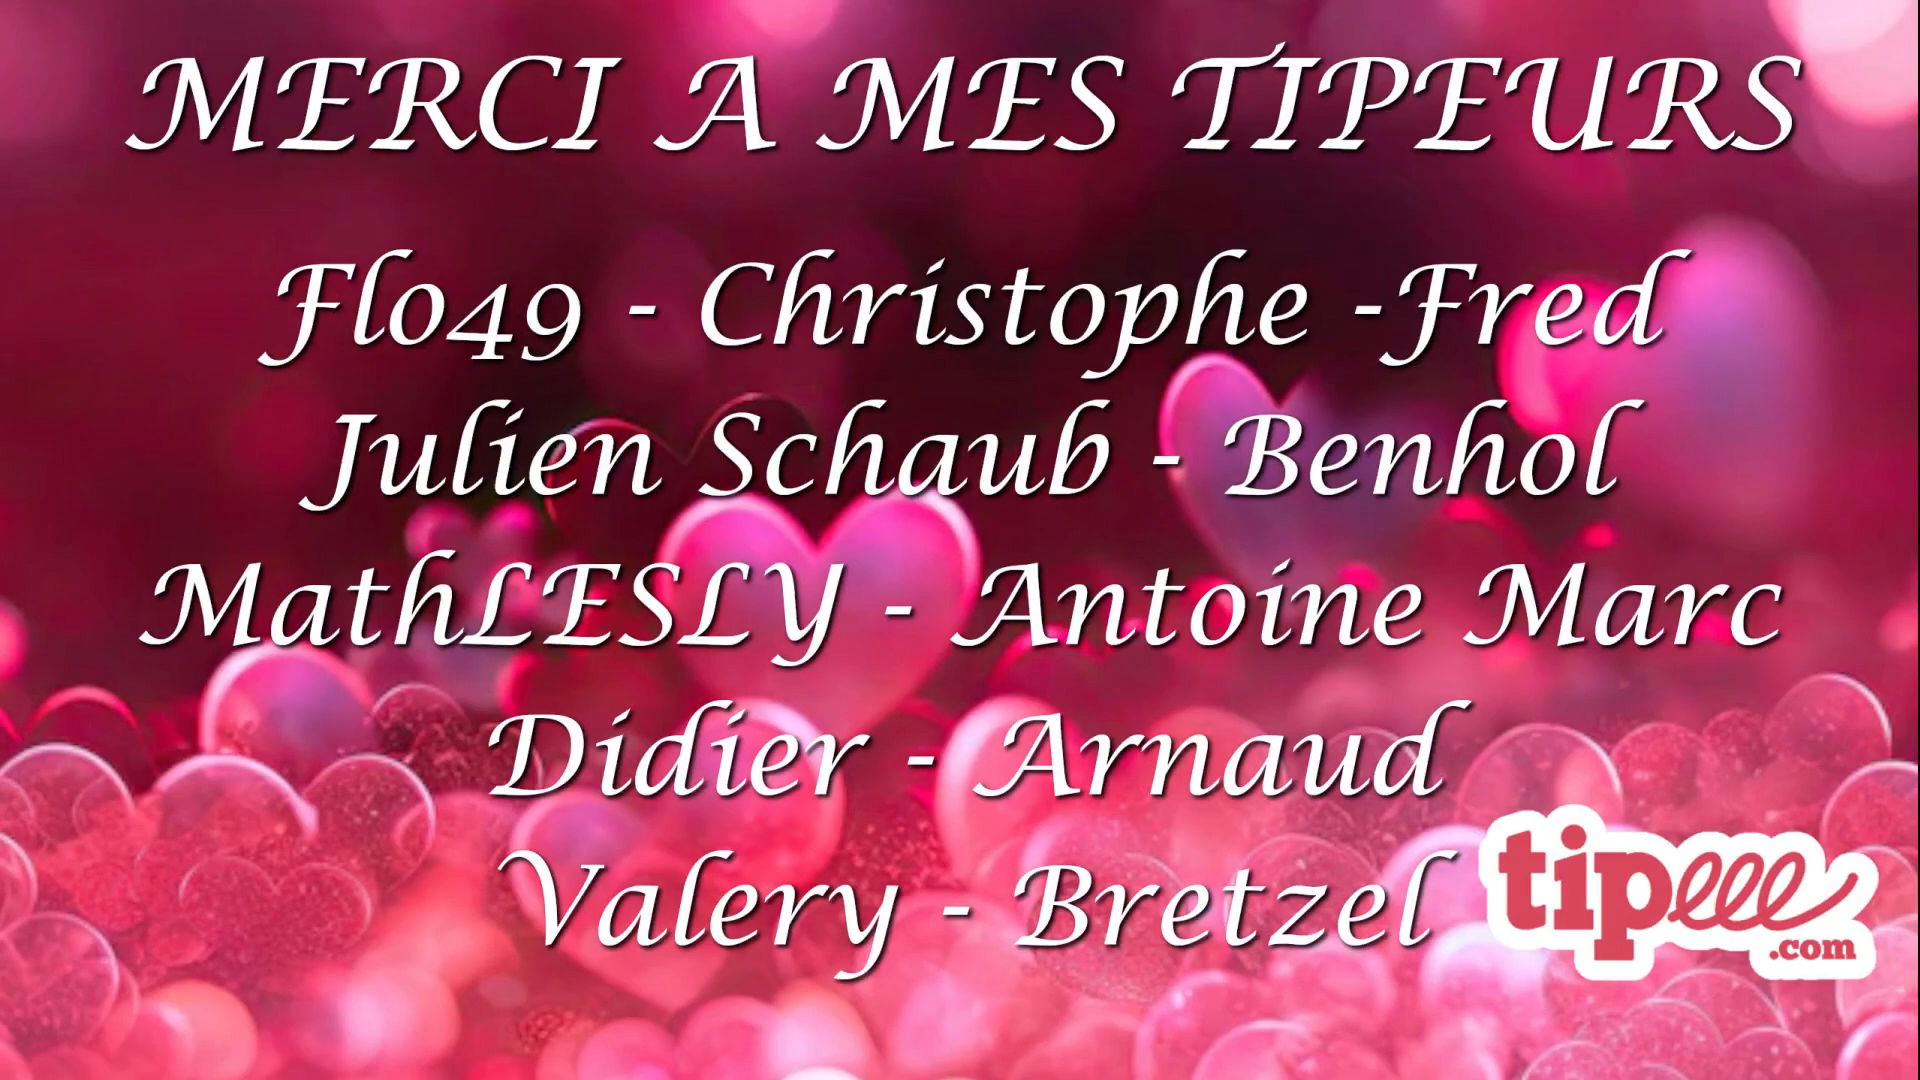 MERCI A MES TIPEURS
Flo49 - Christophe -Fred
Julien Schaub - Benhol
MathLESLY - Antoine Marc
Didier - Arnaud
Valery - Bretzel
tipeee
.com